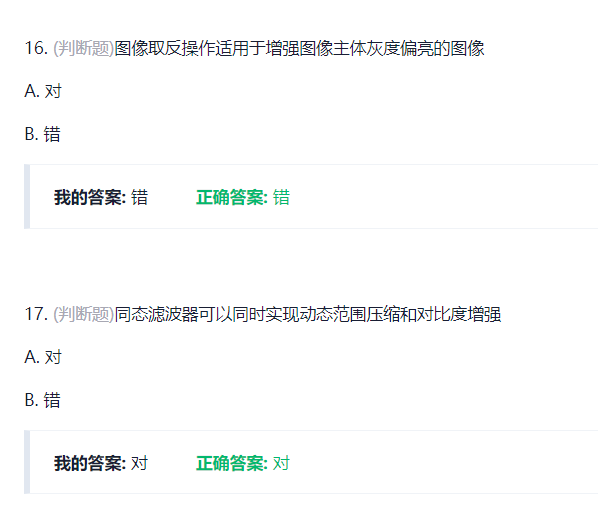 16. (判断题)图像取反操作适用于增强图像主体灰度偏亮的图像
A. 对
B. 错
我的答案: 错 正确答案: 错
17. (判断题)同态滤波器可以同时实现动态范围压缩和对比度增强
A. 对
B. 错
我的答案: 对 正确答案: 对